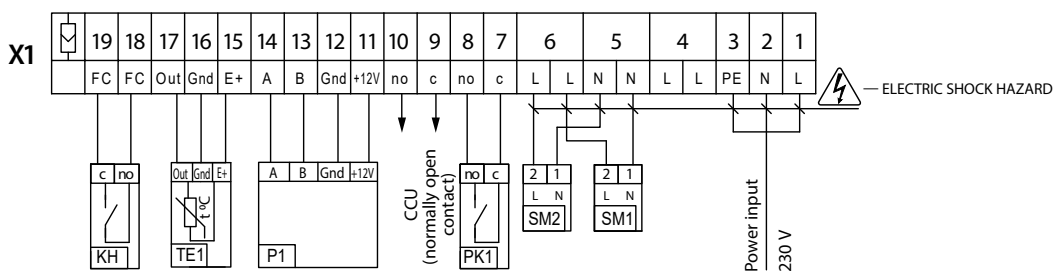 X1
19 18 17 16 15 14 13 12 11 10 9 8 7 6 5 4 3 2 1
FC FC Out Gnd E+ A B Gnd +12V no c no c L L N N L L PE N L
ELECTRIC SHOCK HAZARD
c no
KH
Out Gnd E+
t ºC
TE1
A B Gnd +12V
P1
CCU
(normally open
contact)
no c
PK1
2 1
L N
SM2
2 1
L N
SM1
Power input
230 V